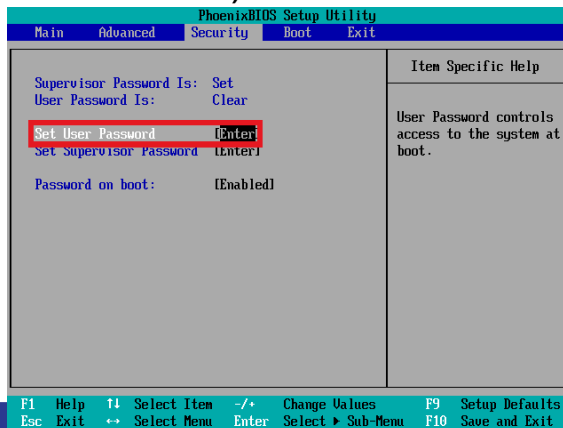 PhoenixBIOS Setup Utility
Main Advanced Security Boot Exit
Item Specific Help
Supervisor Password Is: Set
User Password Is: Clear
User Password controls
access to the system at
boot.
Set User Password [Enter]
Set Supervisor Password [Enter]
Password on boot: [Enabled]
F1 Help ↑↓ Select Item -/+ Change Values F9 Setup Defaults
Esc Exit ↔ Select Menu Enter Select ▶ Sub-Menu F10 Save and Exit